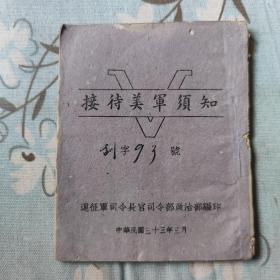 接待美軍須知
字93號
遠征軍司令長官司令部政治部編印
中華民國三十三年三月